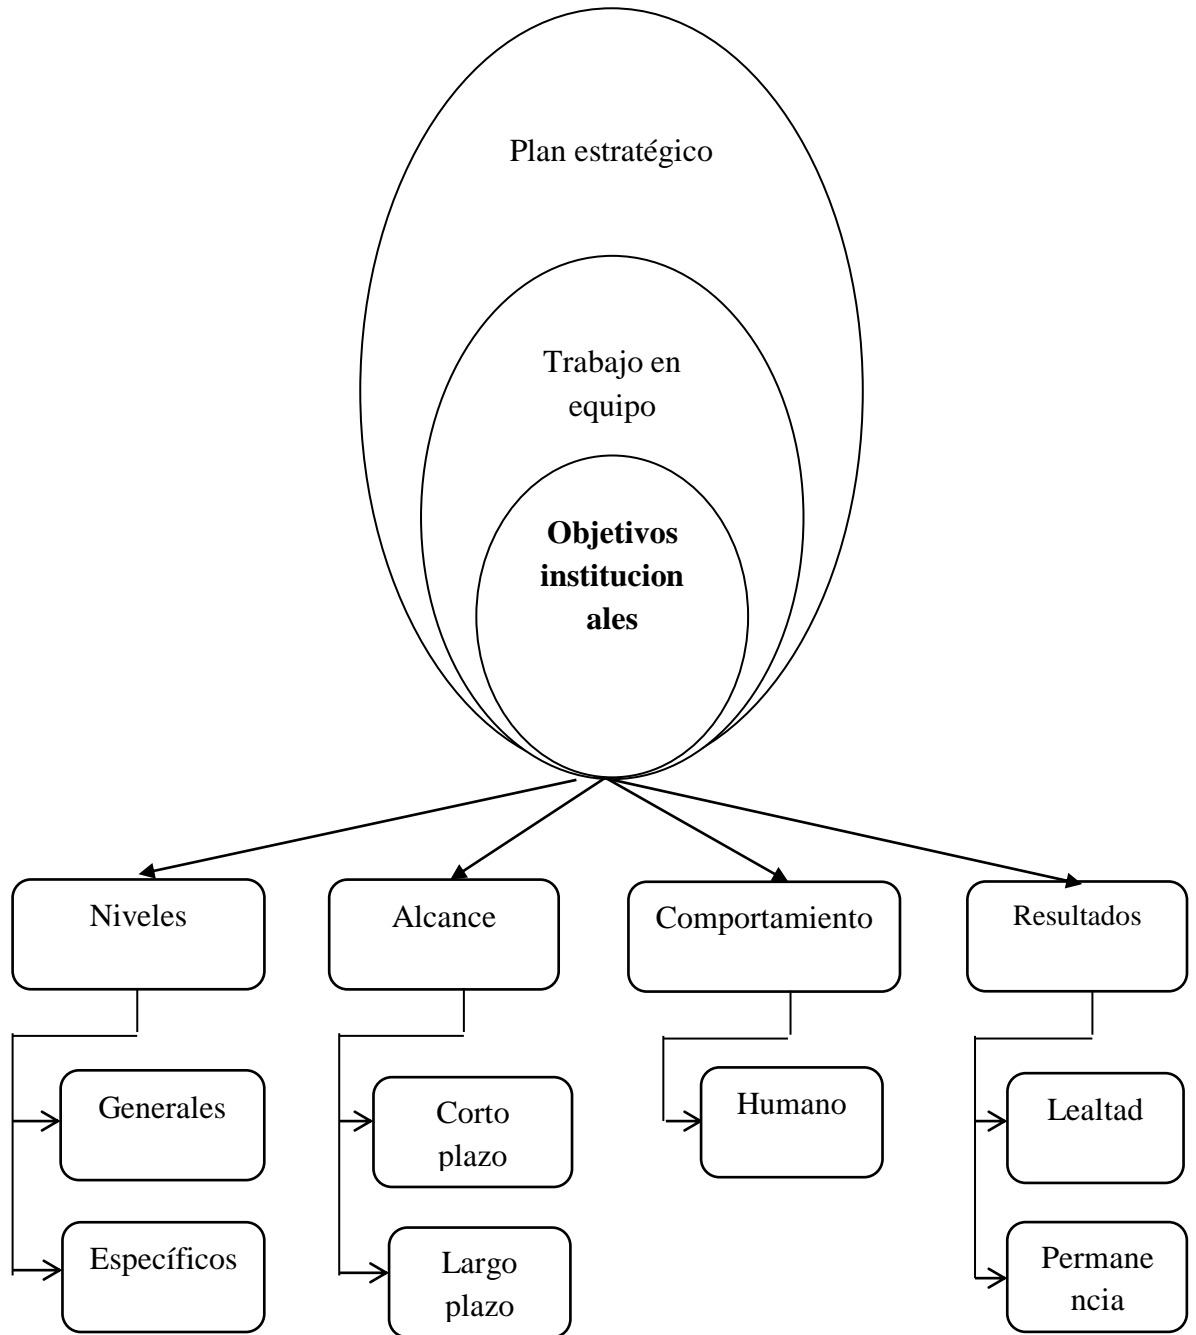 Plan estratégico
Trabajo en
equipo
Objetivos
institucion
ales
Niveles
Alcance
Comportamiento
Resultados
Generales
Corto
plazo
Humano
Lealtad
Específicos
Largo
plazo
Permane
ncia